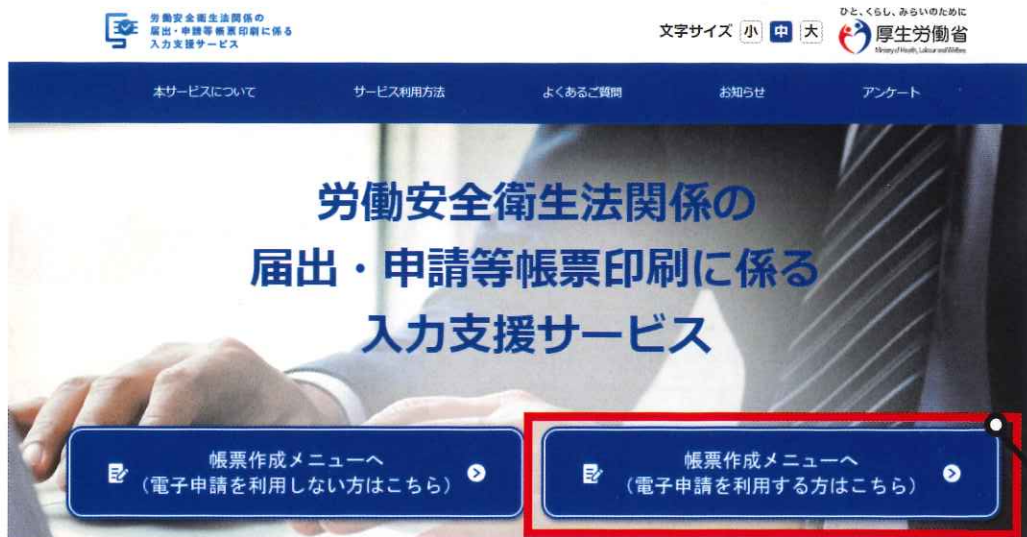 労働安全衛生法関係の
届出・申請等帳票印刷に係る
入力支援サービス
文字サイズ 小 中 大
ひと、くらし、みらいのために
厚生労働省
Ministry of Health, Labour and Welfare
本サービスについて サービス利用方法 よくあるご質問 お知らせ アンケート
労働安全衛生法関係の
届出・申請等帳票印刷に係る
入力支援サービス
帳票作成メニューへ
(電子申請を利用しない方はこちら)
帳票作成メニューへ
(電子申請を利用する方はこちら)